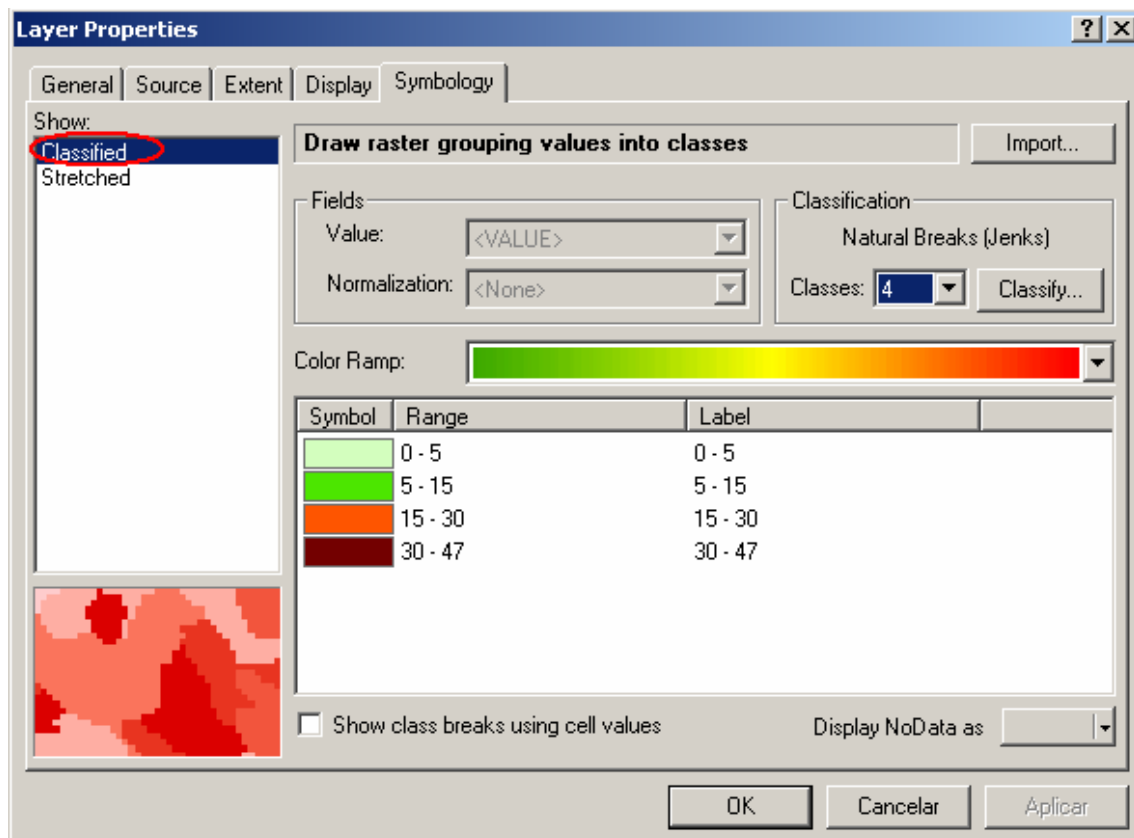 Layer Properties
General Source Extent Display Symbology
Show:
Classified
Stretched
Draw raster grouping values into classes
Import...
Fields
Value: <VALUE>
Normalization: <None>
Classification
Natural Breaks (Jenks)
Classes: 4 Classify...
Color Ramp:
Symbol Range Label
0 - 5 0 - 5
5 - 15 5 - 15
15 - 30 15 - 30
30 - 47 30 - 47
Show class breaks using cell values
Display NoData as
OK Cancelar Aplicar